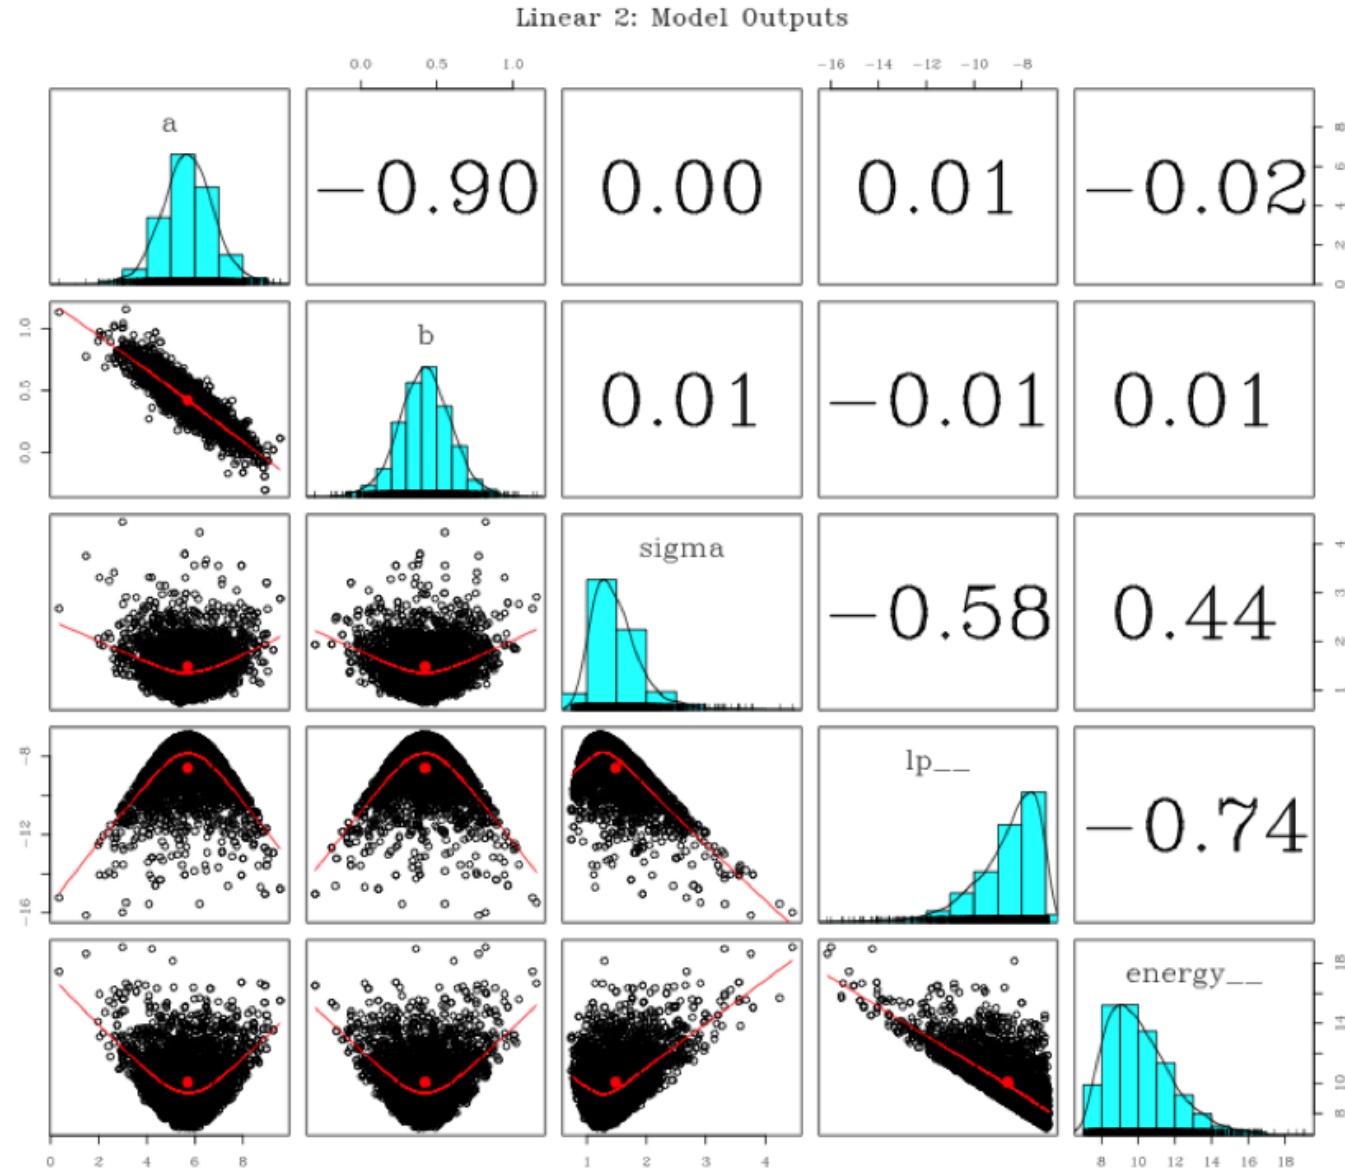 Linear 2: Model Outputs
0.0 0.5 1.0 -16 -14 -12 -10 -8
a -0.90 0.00 0.01 -0.02
0 2 4 6 8
b 0.01 -0.01 0.01
0.0 0.5 1.0
sigma -0.58 0.44
1 2 3 4
lp__ -0.74
-16 -12 -8
energy__
8 10 14 18
0 2 4 6 8 1 2 3 4 8 10 12 14 16 18